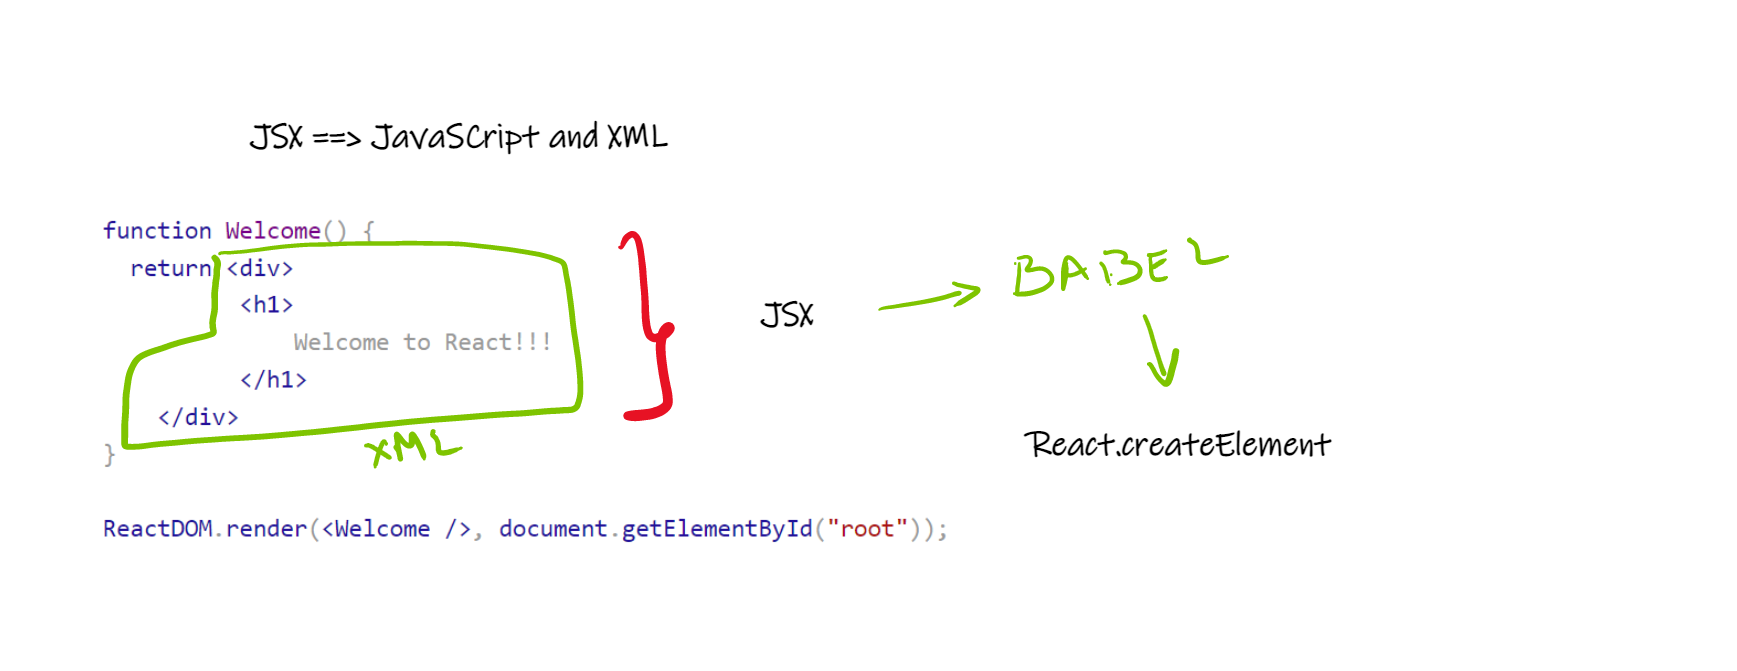 JSX ==> JavaSCript and XML
function Welcome() {
return <div>
<h1>
Welcome to React!!!
</h1>
</div>
}
XML
JSX
BABEL
React.createElement
ReactDOM.render(<Welcome />, document.getElementById("root"));